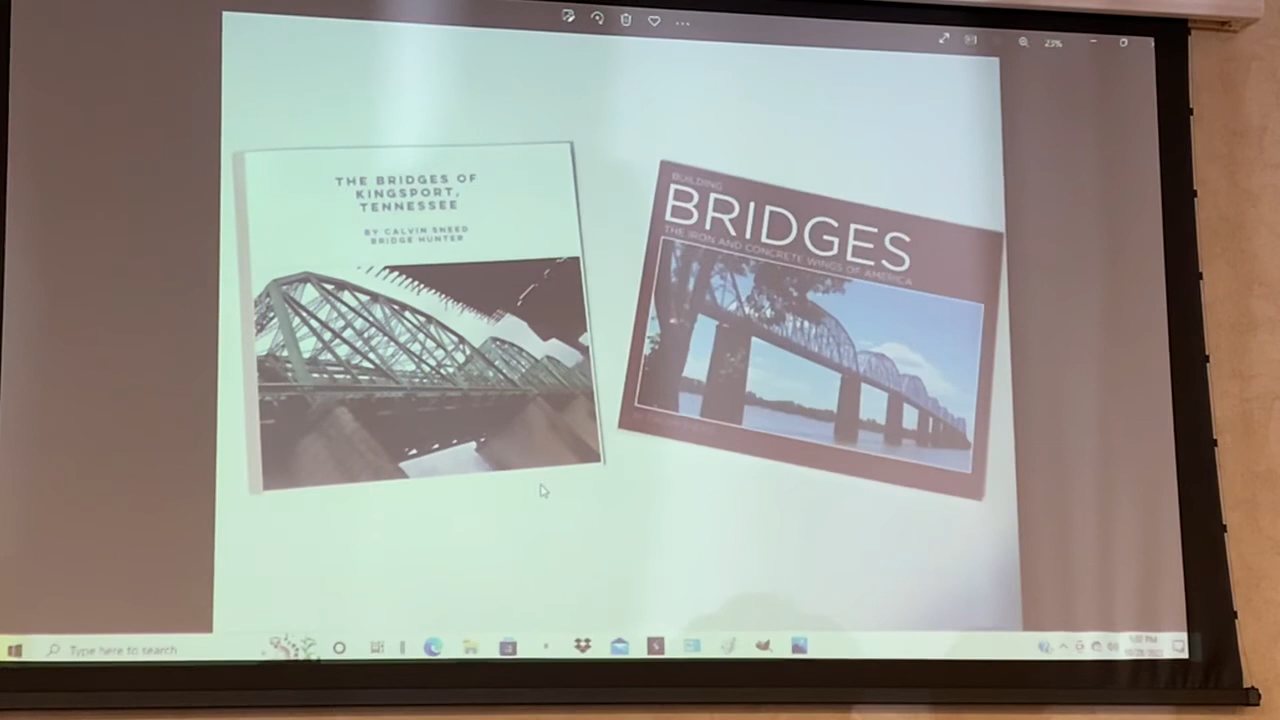 23%
THE BRIDGES OF
KINGSPORT,
TENNESSEE
BY CALVIN SNEED
BRIDGE HUNTER
BUILDING
BRIDGES
THE IRON AND CONCRETE WINGS OF AMERICA
Type here to search